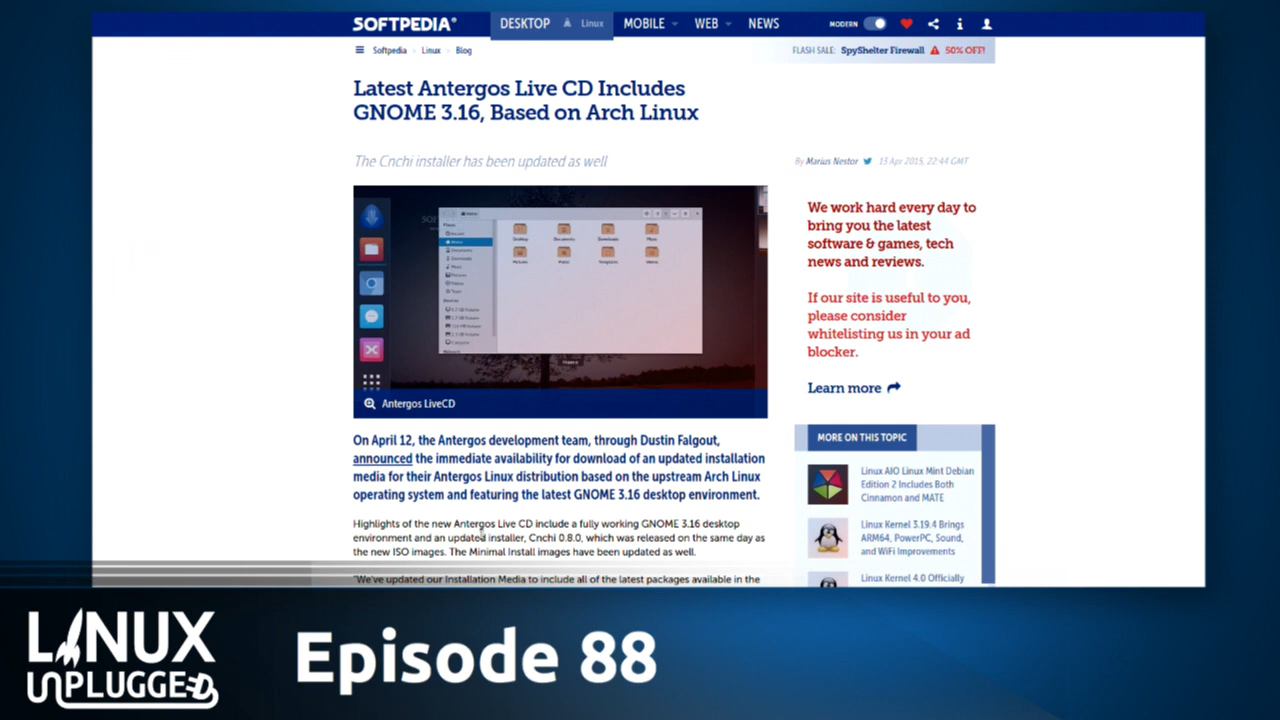 SOFTPEDIA®
DESKTOP
Linux
MOBILE
WEB
NEWS
MODERN
Softpedia
Linux
Blog
FLASH SALE: SpyShelter Firewall 50% OFF!
Latest Antergos Live CD Includes
GNOME 3.16, Based on Arch Linux
The Cnchi installer has been updated as well
By Marius Nestor 13 Apr 2015, 22:44 GMT
Home
Desktop
Documents
Downloads
Music
Pictures
Public
Templates
Videos
Antergos LiveCD
We work hard every day to
bring you the latest
software & games, tech
news and reviews.
If our site is useful to you,
please consider
whitelisting us in your ad
blocker.
Learn more
On April 12, the Antergos development team, through Dustin Falgout,
announced the immediate availability for download of an updated installation
media for their Antergos Linux distribution based on the upstream Arch Linux
operating system and featuring the latest GNOME 3.16 desktop environment.
Highlights of the new Antergos Live CD include a fully working GNOME 3.16 desktop
environment and an updated installer, Cnchi 0.8.0, which was released on the same day as
the new ISO images. The Minimal Install images have been updated as well.
"We've updated our Installation Media to include all of the latest packages available in the
MORE ON THIS TOPIC
Linux AIO Linux Mint Debian
Edition 2 Includes Both
Cinnamon and MATE
Linux Kernel 3.19.4 Brings
ARM64, PowerPC, Sound,
and WiFi Improvements
Linux Kernel 4.0 Officially
LINUX
UNPLUGGED
Episode 88